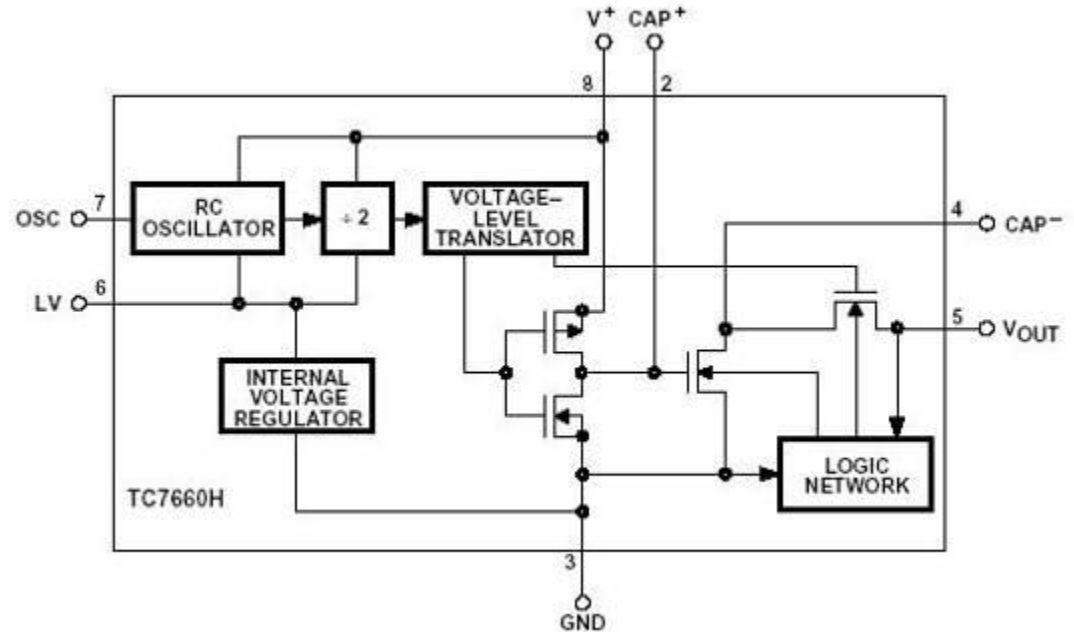 V+ CAP+
8 2
OSC 7
RC
OSCILLATOR
÷ 2
VOLTAGE–
LEVEL
TRANSLATOR
4 CAP–
LV 6
5 VOUT
INTERNAL
VOLTAGE
REGULATOR
LOGIC
NETWORK
TC7660H
3
GND